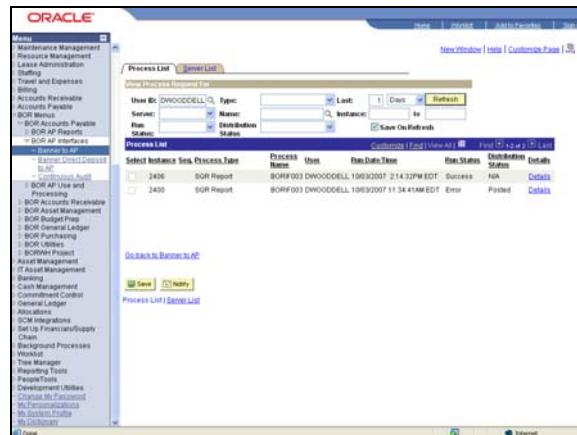 ORACLE
Home | Worklist | Add to Favorites | Sign
Menu
New Window | Help | Customize Page
Maintenance Management
Resource Management
Lease Administration
Staffing
Travel and Expenses
Billing
Accounts Receivable
Accounts Payable
BOR Menus
BOR Accounts Payable
BOR AP Reports
BOR AP Interfaces
Banner to AP
Banner Direct Deposit
to AP
Continuous Audit
BOR AP Use and
Processing
BOR Accounts Receivable
BOR Asset Management
BOR Budget Prep
BOR General Ledger
BOR Purchasing
BOR Utilities
BORWH Project
Asset Management
IT Asset Management
Banking
Cash Management
Commitment Control
General Ledger
Allocations
SCM Integrations
Set Up Financials/Supply
Chain
Background Processes
Worklist
Tree Manager
Reporting Tools
PeopleTools
Development Utilities
Change My Password
My Personalizations
My System Profile
My Dictionary
Process List Server List
View Process Request For
User ID: DWOODDELL Type: Last: 1 Days Refresh
Server: Name: Instance: to
Run Status: Distribution Status Save On Refresh
Process List Customize | Find | View All | First 1-2 of 2 Last
Select Instance Seq. Process Type Process Name User Run Date/Time Run Status Distribution Status Details
2406 SQR Report BORIF003 DWOODDELL 10/03/2007 2:14:32PM EDT Success N/A Details
2400 SQR Report BORIF003 DWOODDELL 10/03/2007 11:34:41AM EDT Error Posted Details
Go back to Banner to AP
Save Notify
Process List | Server List
Done Internet